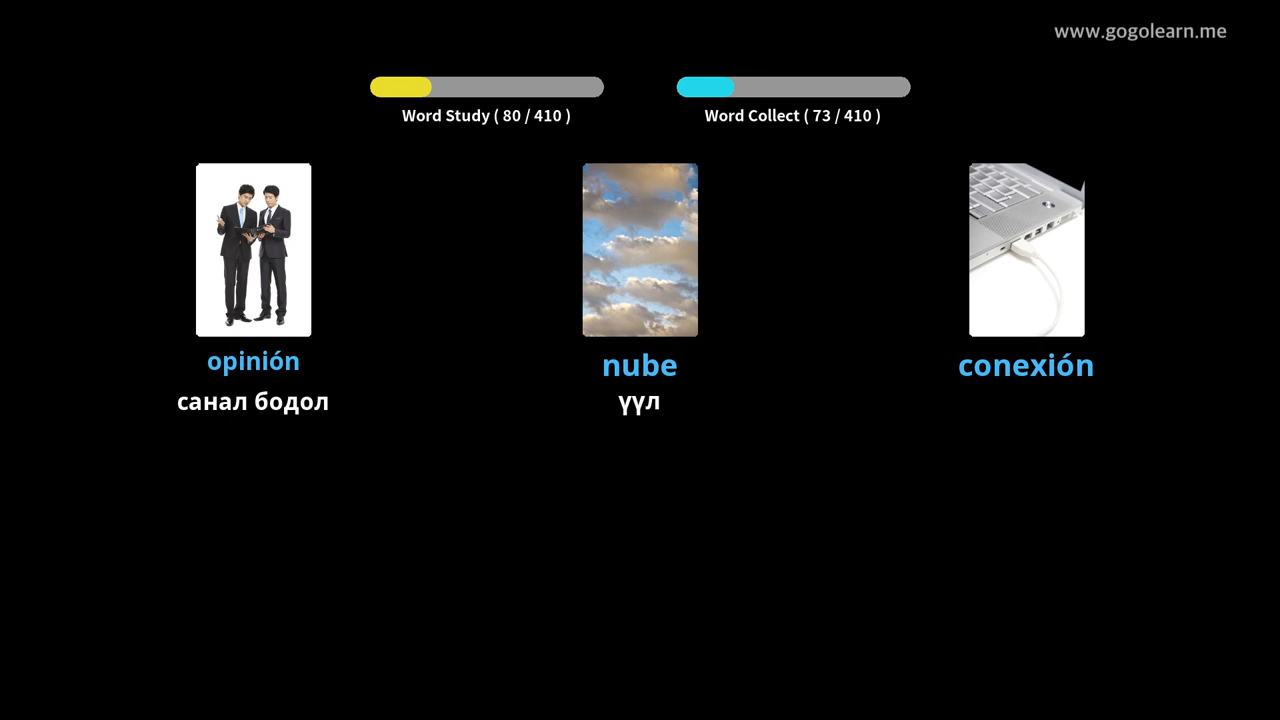 www.gogolearn.me
Word Study ( 80 / 410 )
Word Collect ( 73 / 410 )
opinión
nube
conexión
санал бодол
үүл